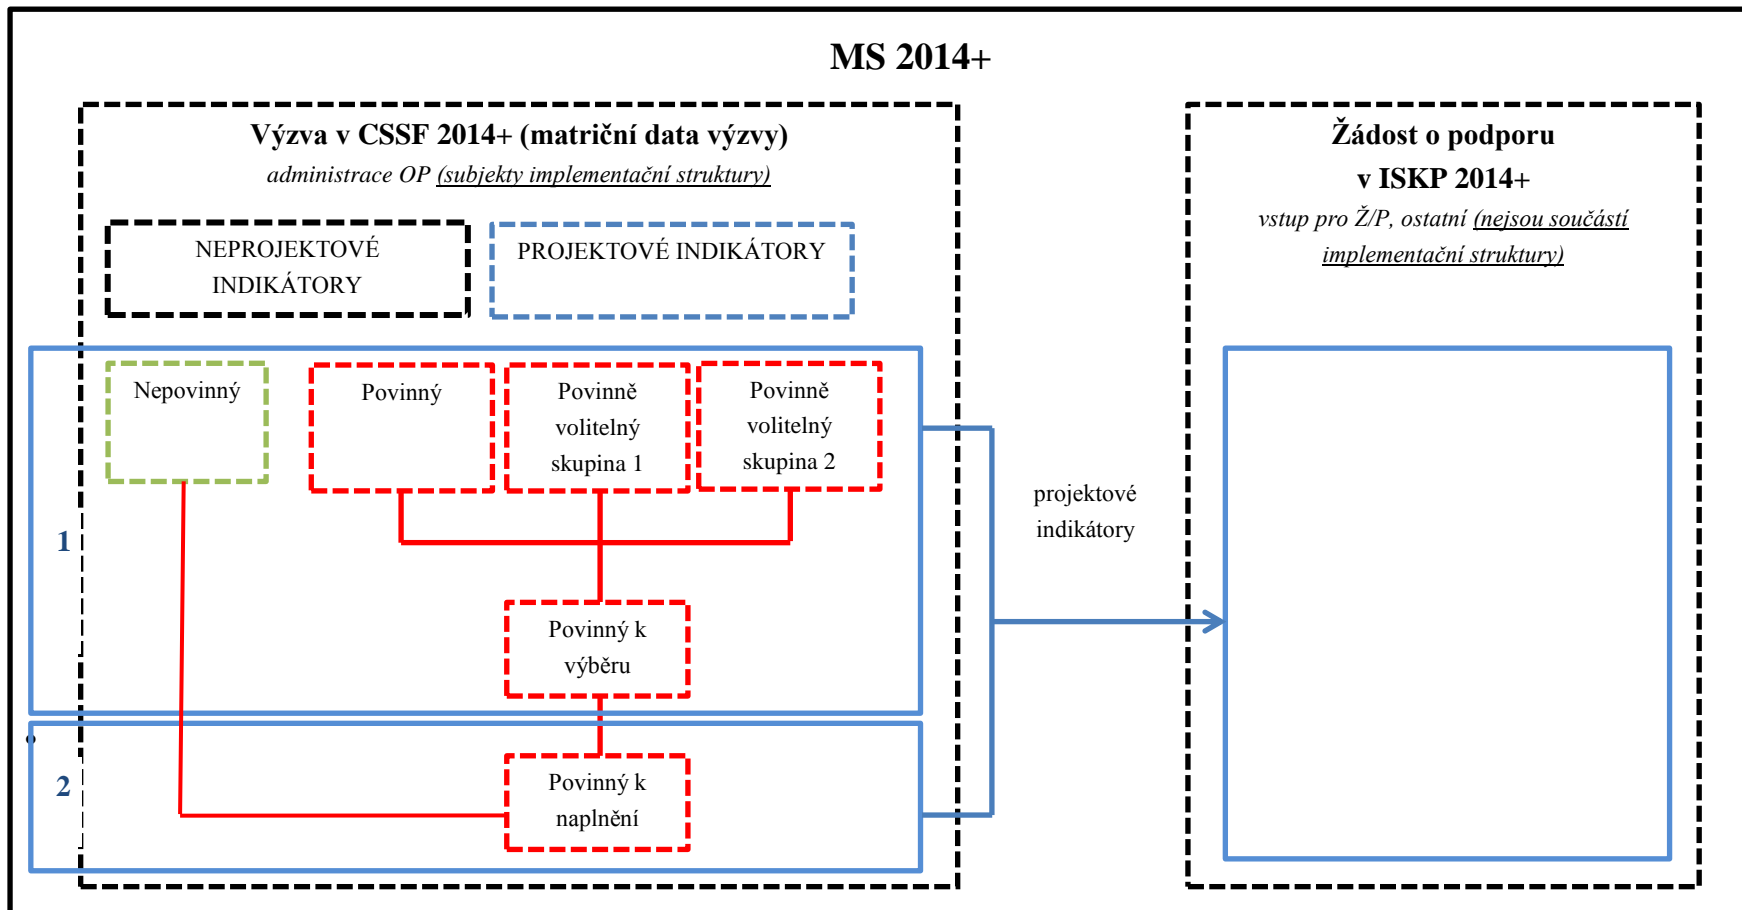 MS 2014+
Výzva v CSSF 2014+ (matriční data výzvy)
administrace OP (subjekty implementační struktury)
NEPROJEKTOVÉ
INDIKÁTORY
PROJEKTOVÉ INDIKÁTORY
Nepovinný
Povinný
Povinně
volitelný
skupina 1
Povinně
volitelný
skupina 2
1
Povinný k
výběru
2
Povinný k
naplnění
projektové
indikátory
Žádost o podporu
v ISKP 2014+
vstup pro Ž/P, ostatní (nejsou součástí
implementační struktury)